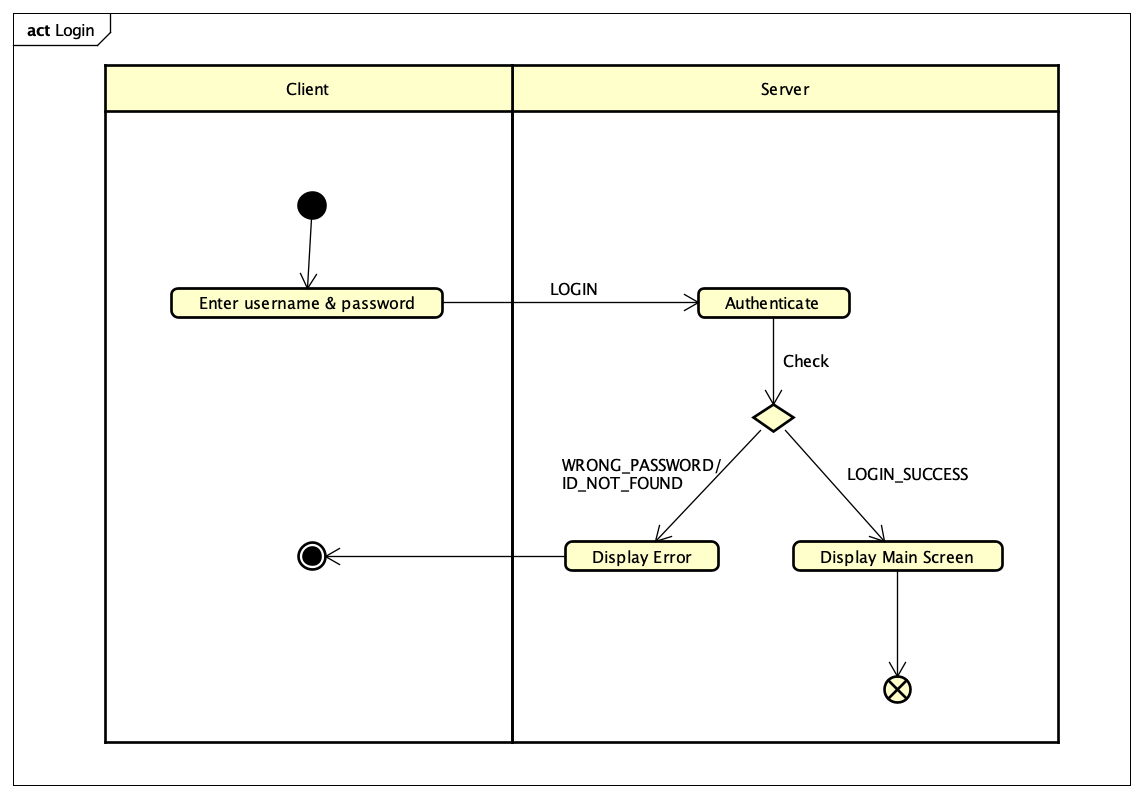 act Login
Client
Server
Enter username & password
LOGIN
Authenticate
Check
WRONG_PASSWORD/
ID_NOT_FOUND
LOGIN_SUCCESS
Display Error
Display Main Screen